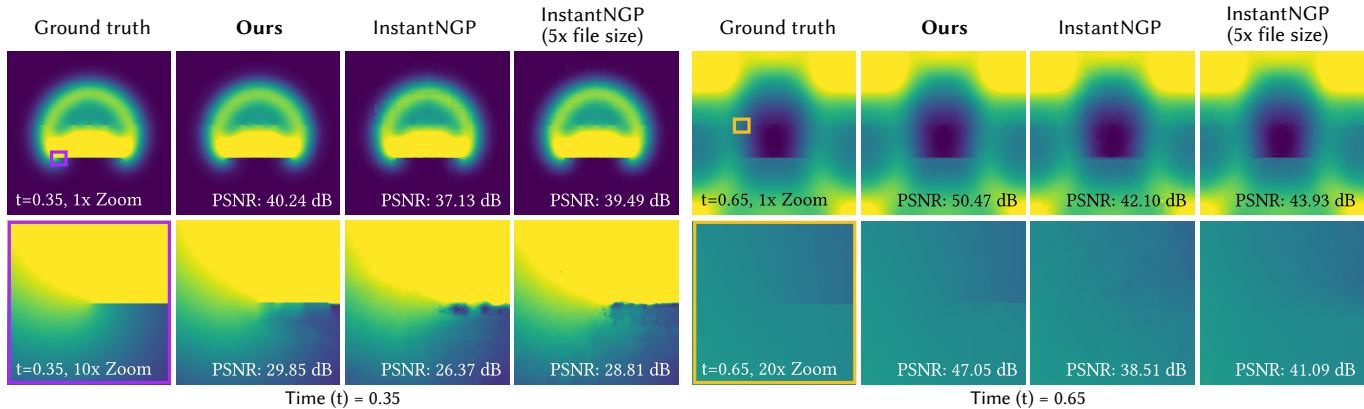 Ground truth
Ours
InstantNGP
InstantNGP
(5x file size)
Ground truth
Ours
InstantNGP
InstantNGP
(5x file size)
t=0.35, 1x Zoom
PSNR: 40.24 dB
PSNR: 37.13 dB
PSNR: 39.49 dB
t=0.65, 1x Zoom
PSNR: 50.47 dB
PSNR: 42.10 dB
PSNR: 43.93 dB
t=0.35, 10x Zoom
PSNR: 29.85 dB
PSNR: 26.37 dB
PSNR: 28.81 dB
t=0.65, 20x Zoom
PSNR: 47.05 dB
PSNR: 38.51 dB
PSNR: 41.09 dB
Time (t) = 0.35
Time (t) = 0.65